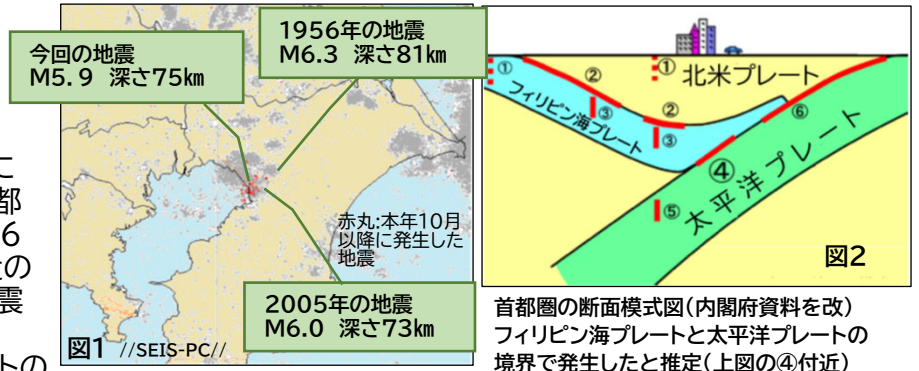 今回の地震
M5.9 深さ75㎞
1956年の地震
M6.3 深さ81㎞
に
都
6
の
震
トの
赤丸:本年10月
以降に発生した
地震
2005年の地震
M6.0 深さ73㎞
図1 //SEIS-PC//
①
②
①
北米プレート
フィリピン海プレート
③
②
③
⑥
④
太平洋プレート
⑤
図2
首都圏の断面模式図(内閣府資料を改)
フィリピン海プレートと太平洋プレートの
境界で発生したと推定(上図の④付近)